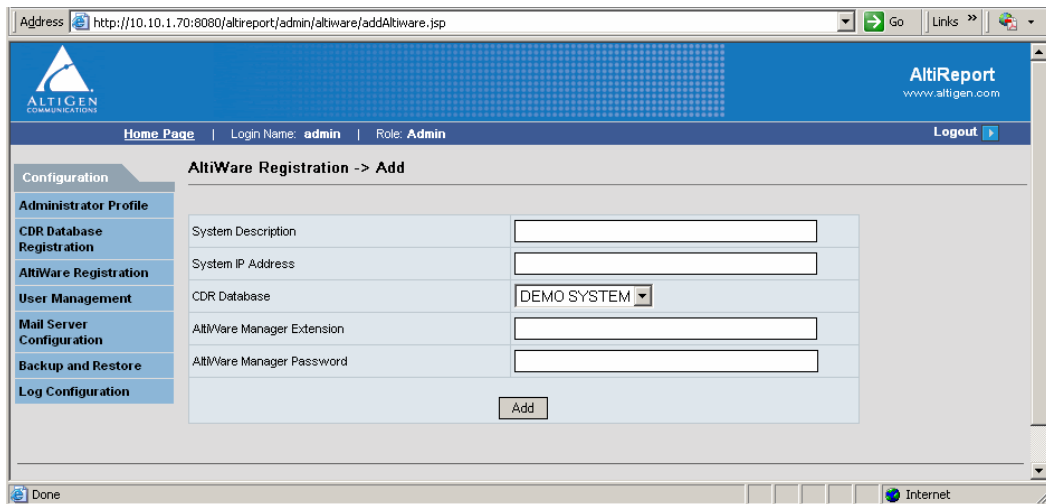 Address http://10.10.1.70:8080/altireport/admin/altiware/addAltiware.jsp Go Links »
ALTIGEN
COMMUNICATIONS
AltiReport
www.altigen.com
Home Page | Login Name: admin | Role: Admin Logout
Configuration
Administrator Profile
CDR Database
Registration
AltiWare Registration
User Management
Mail Server
Configuration
Backup and Restore
Log Configuration
AltiWare Registration -> Add
System Description
System IP Address
CDR Database DEMO SYSTEM
AltiWare Manager Extension
AltiWare Manager Password
Add
Done Internet